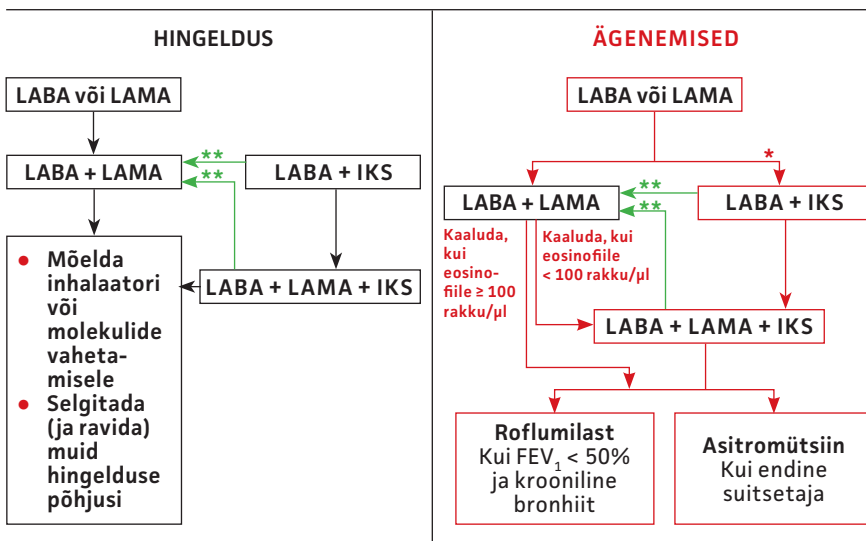 HINGELDUS
LABA või LAMA
LABA + LAMA
**
**
LABA + IKS
LABA + LAMA + IKS
● Mõelda
inhalaatori
või
molekulide
vaheta-
misele
● Selgitada
(ja ravida)
muid
hingelduse
põhjusi
ÄGENEMISED
LABA või LAMA
*
LABA + LAMA
**
**
LABA + IKS
Kaaluda,
kui
eosino-
fiile ≥ 100
rakku/µl
Kaaluda, kui
eosinofiile
< 100 rakku/µl
LABA + LAMA + IKS
Roflumilast
Kui FEV₁ < 50%
ja krooniline
bronhiit
Asitromütsiin
Kui endine
suitsetaja